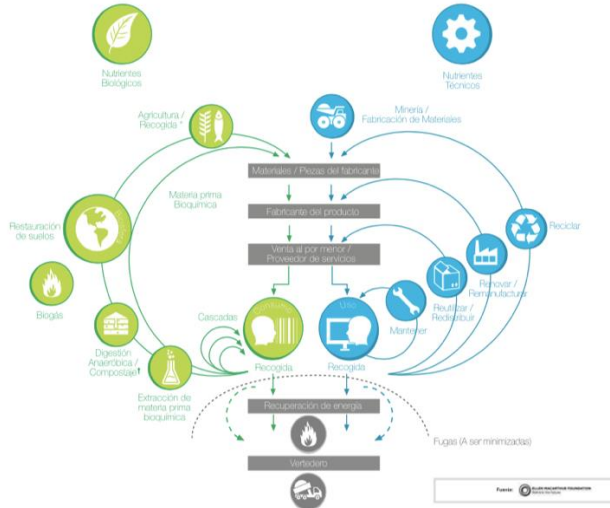 Nutrientes
Biológicos
Nutrientes
Técnicos
Agricultura /
Recogida *
Minería /
Fabricación de Materiales
Materiales / Piezas del fabricante
Materia prima
Bioquímica
Fabricante del producto
Restauración
de suelos
Venta al por menor /
Proveedor de servicios
Reciclar
Renovar /
Remanufacturar
Reutilizar /
Redistribuir
Biogás
Cascadas
Consumo
Uso
Mantener
Digestión
Anaeróbica /
Compostaje
Recogida
Recogida
Extracción de
materia prima
bioquímica
Recuperación de energía
Fugas (A ser minimizadas)
Vertedero
Fuente:
ELLEN MACARTHUR FOUNDATION